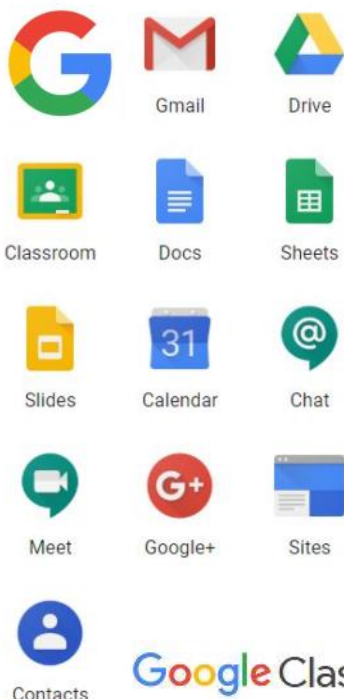 Gmail Drive
Classroom Docs Sheets
31 @
Slides Calendar Chat
G+
Meet Google+ Sites
Contacts
Google Clas